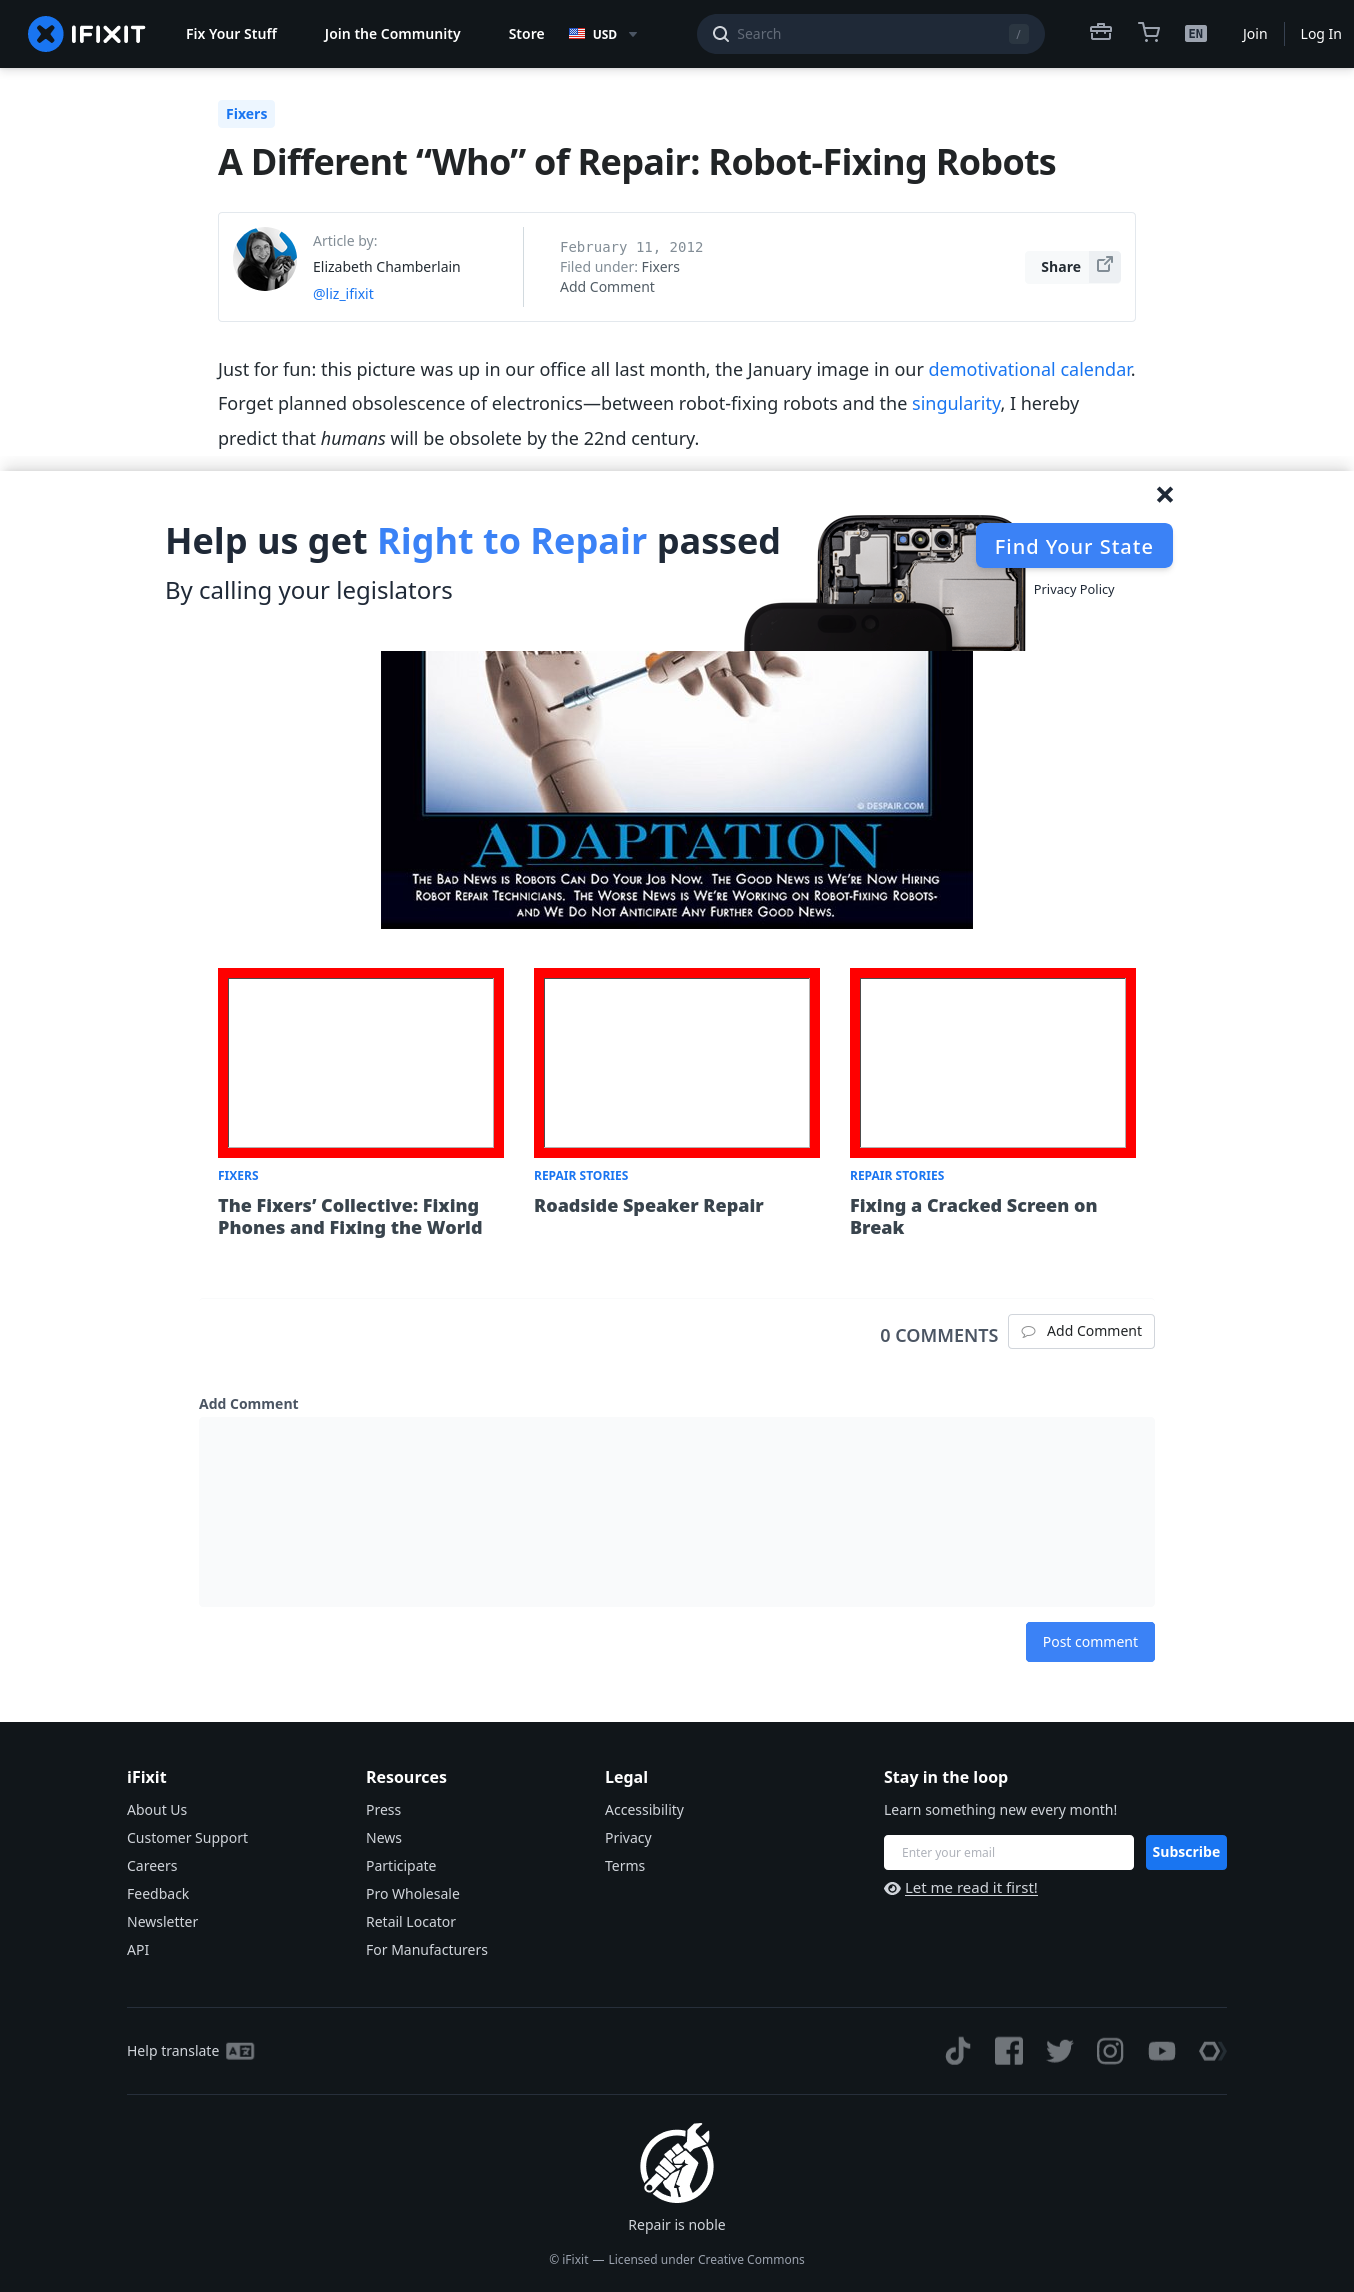 IFIXIT
Fix Your Stuff
Join the Community
Store
USD
Search
/
EN
Join
Log In
Fixers
A Different “Who” of Repair: Robot-Fixing Robots
Article by:
Elizabeth Chamberlain
@liz_ifixit
February 11, 2012
Filed under: Fixers
Add Comment
Share
Just for fun: this picture was up in our office all last month, the January image in our demotivational calendar.
Forget planned obsolescence of electronics—between robot-fixing robots and the singularity, I hereby
predict that humans will be obsolete by the 22nd century.
Help us get Right to Repair passed
By calling your legislators
Find Your State
Privacy Policy
© DESPAIR.COM
ADAPTATION
The Bad News is Robots Can Do Your Job Now. The Good News is We're Now Hiring
Robot Repair Technicians. The Worse News is We're Working on Robot-Fixing Robots-
and We Do Not Anticipate Any Further Good News.
FIXERS
The Fixers’ Collective: Fixing
Phones and Fixing the World
REPAIR STORIES
Roadside Speaker Repair
REPAIR STORIES
Fixing a Cracked Screen on
Break
0 COMMENTS
Add Comment
Add Comment
Post comment
iFixit
About Us
Customer Support
Careers
Feedback
Newsletter
API
Resources
Press
News
Participate
Pro Wholesale
Retail Locator
For Manufacturers
Legal
Accessibility
Privacy
Terms
Stay in the loop
Learn something new every month!
Enter your email
Subscribe
Let me read it first!
Help translate
Repair is noble
© iFixit — Licensed under Creative Commons